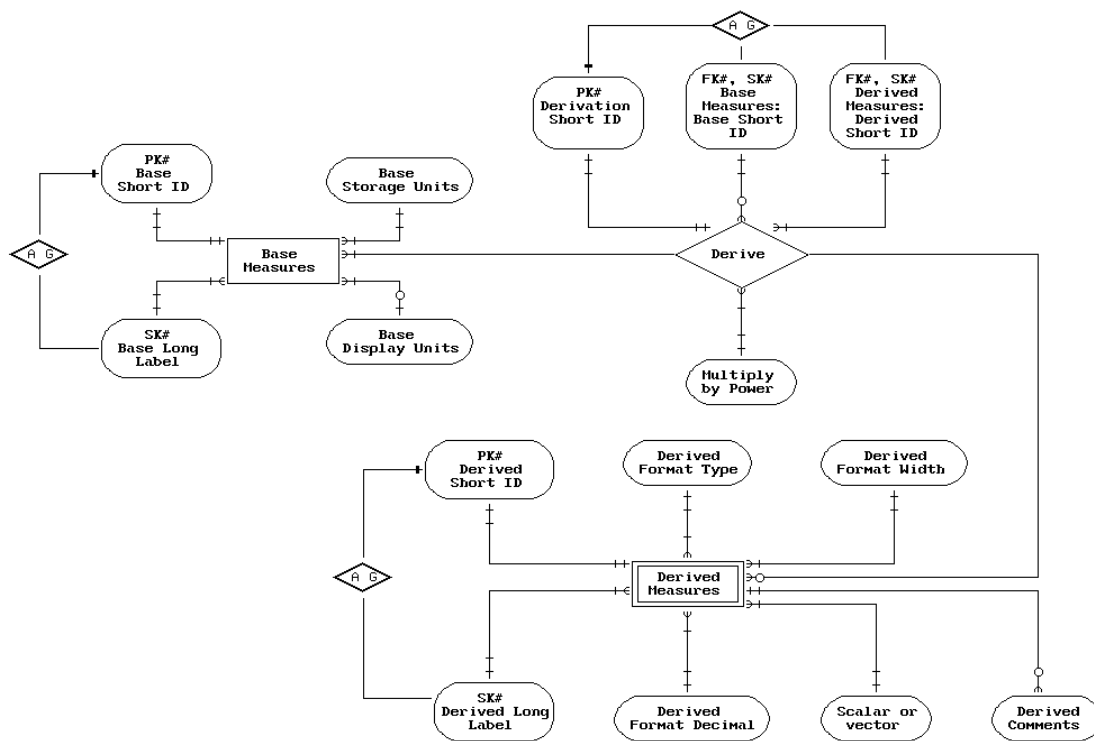 A G
PK#
Derivation
Short ID
FK#, SK#
Base
Measures:
Base Short
ID
FK#, SK#
Derived
Measures:
Derived
Short ID
PK#
Base
Short ID
Base
Storage Units
A G
Base
Measures
Derive
SK#
Base Long
Label
Base
Display Units
Multiply
by Power
PK#
Derived
Short ID
Derived
Format Type
Derived
Format Width
A G
Derived
Measures
SK#
Derived Long
Label
Derived
Format Decimal
Scalar or
vector
Derived
Comments